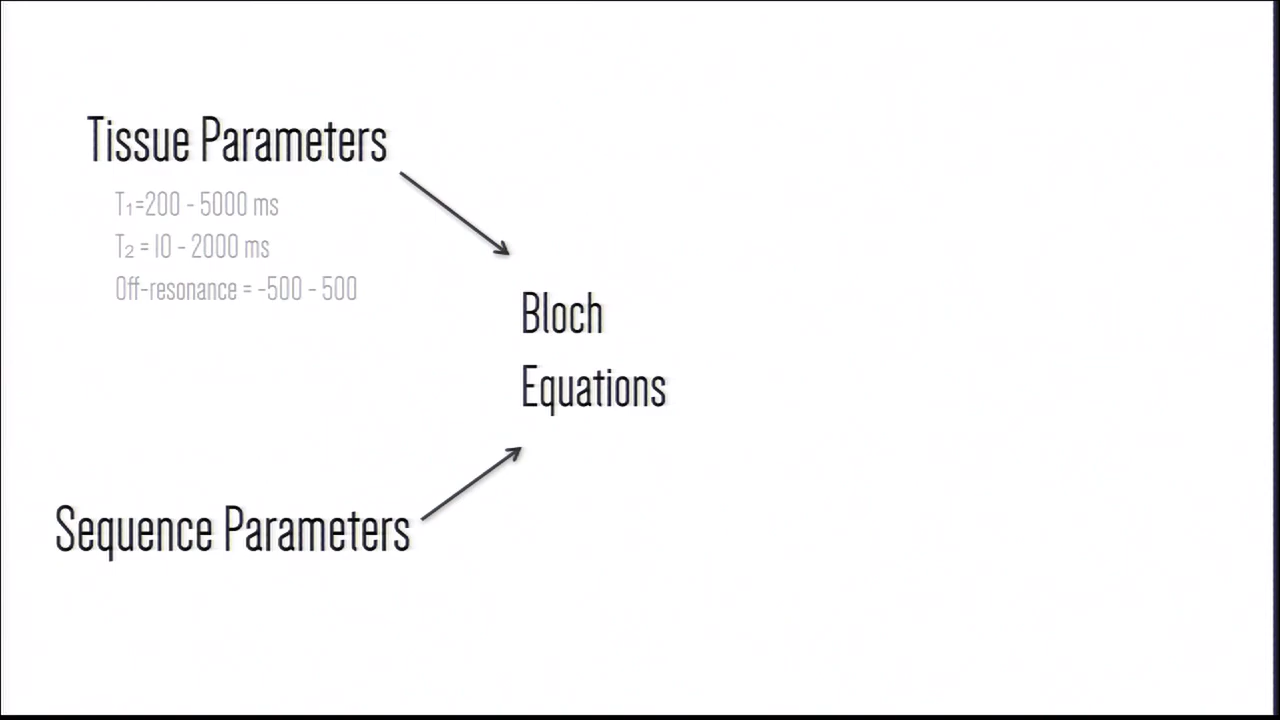 Tissue Parameters
T₁=200 - 5000 ms
T₂ = 10 - 2000 ms
Off-resonance = -500 - 500
Bloch
Equations
Sequence Parameters